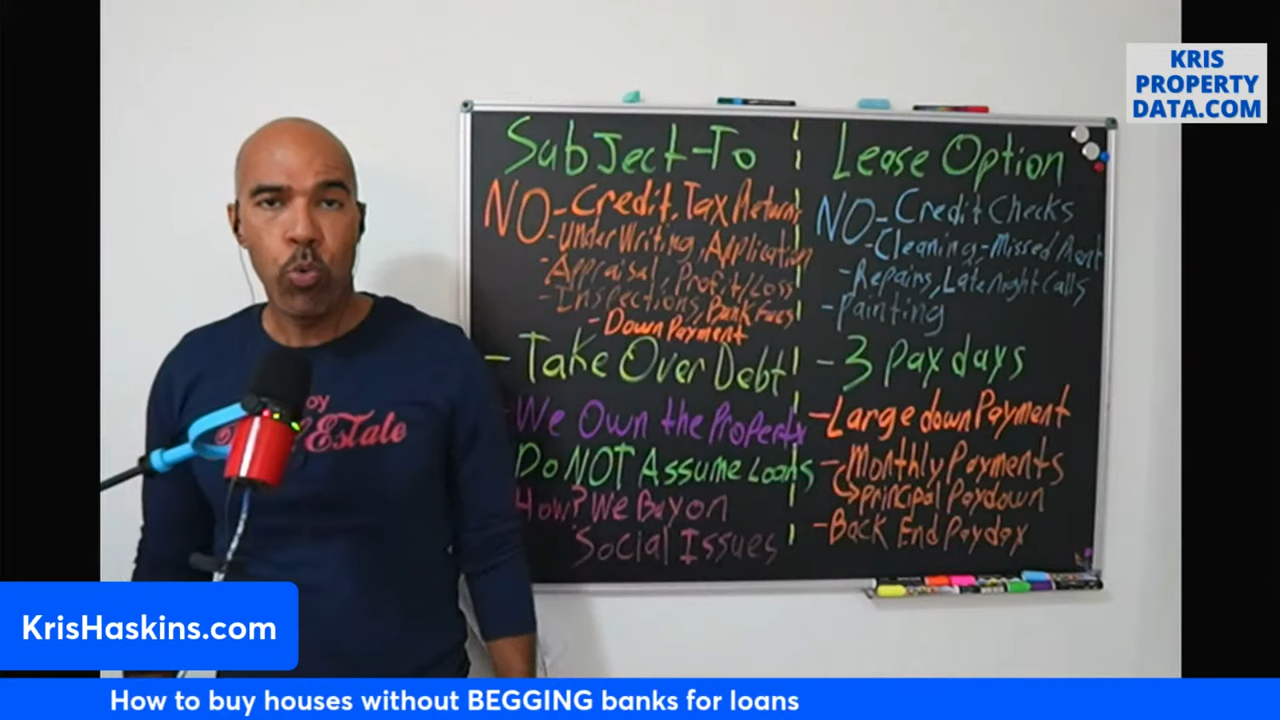 KRIS
PROPERTY
DATA.COM
Subject-To
NO-Credit, Tax Returns
-Underwriting, Application
-Appraisal, Profit/Loss
-Inspections, Bank Fees
-Down Payment
-Take Over Debt
-We Own the Property
Do NOT Assume Loans
How? We Buy on
Social Issues
Lease Option
NO-Credit Checks
-Cleaning-Missed Rent
-Repairs, Late Night Calls
-Painting
-3 paydays
-Large down Payment
-Monthly Payments
principal Paydown
-Back End Payday
Estate
KrisHaskins.com
How to buy houses without BEGGING banks for loans